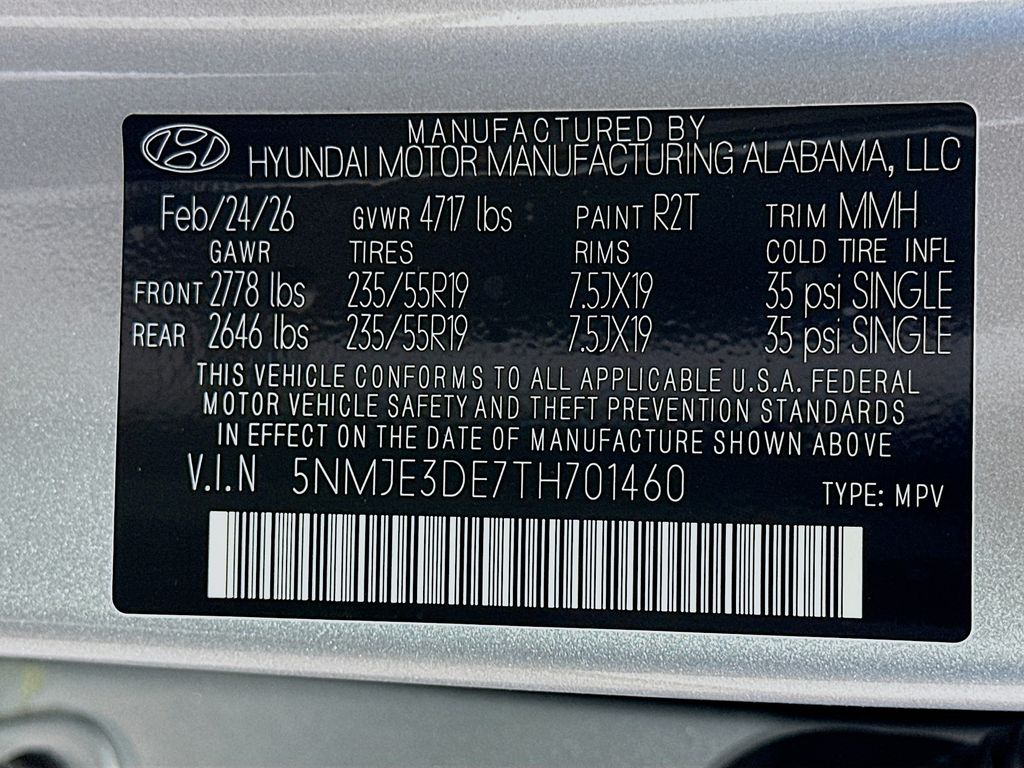 MANUFACTURED BY
HYUNDAI MOTOR MANUFACTURING ALABAMA, LLC
Feb/24/26 GVWR 4717 lbs PAINT R2T TRIM MMH
GAWR TIRES RIMS COLD TIRE INFL
FRONT 2778 lbs 235/55R19 7.5JX19 35 psi SINGLE
REAR 2646 lbs 235/55R19 7.5JX19 35 psi SINGLE
THIS VEHICLE CONFORMS TO ALL APPLICABLE U.S.A. FEDERAL
MOTOR VEHICLE SAFETY AND THEFT PREVENTION STANDARDS
IN EFFECT ON THE DATE OF MANUFACTURE SHOWN ABOVE
V.I.N 5NMJE3DE7TH701460 TYPE: MPV